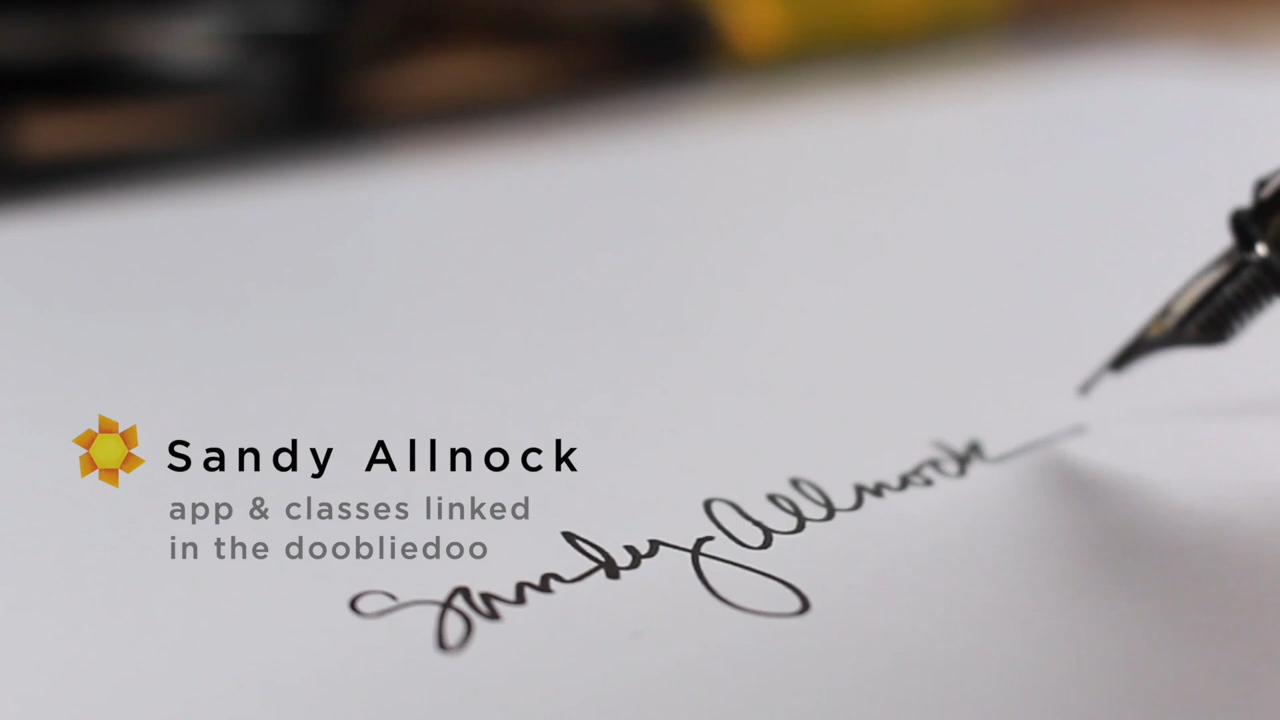 Sandy Allnock
app & classes linked
in the doobliedoo
Sandy Allnock